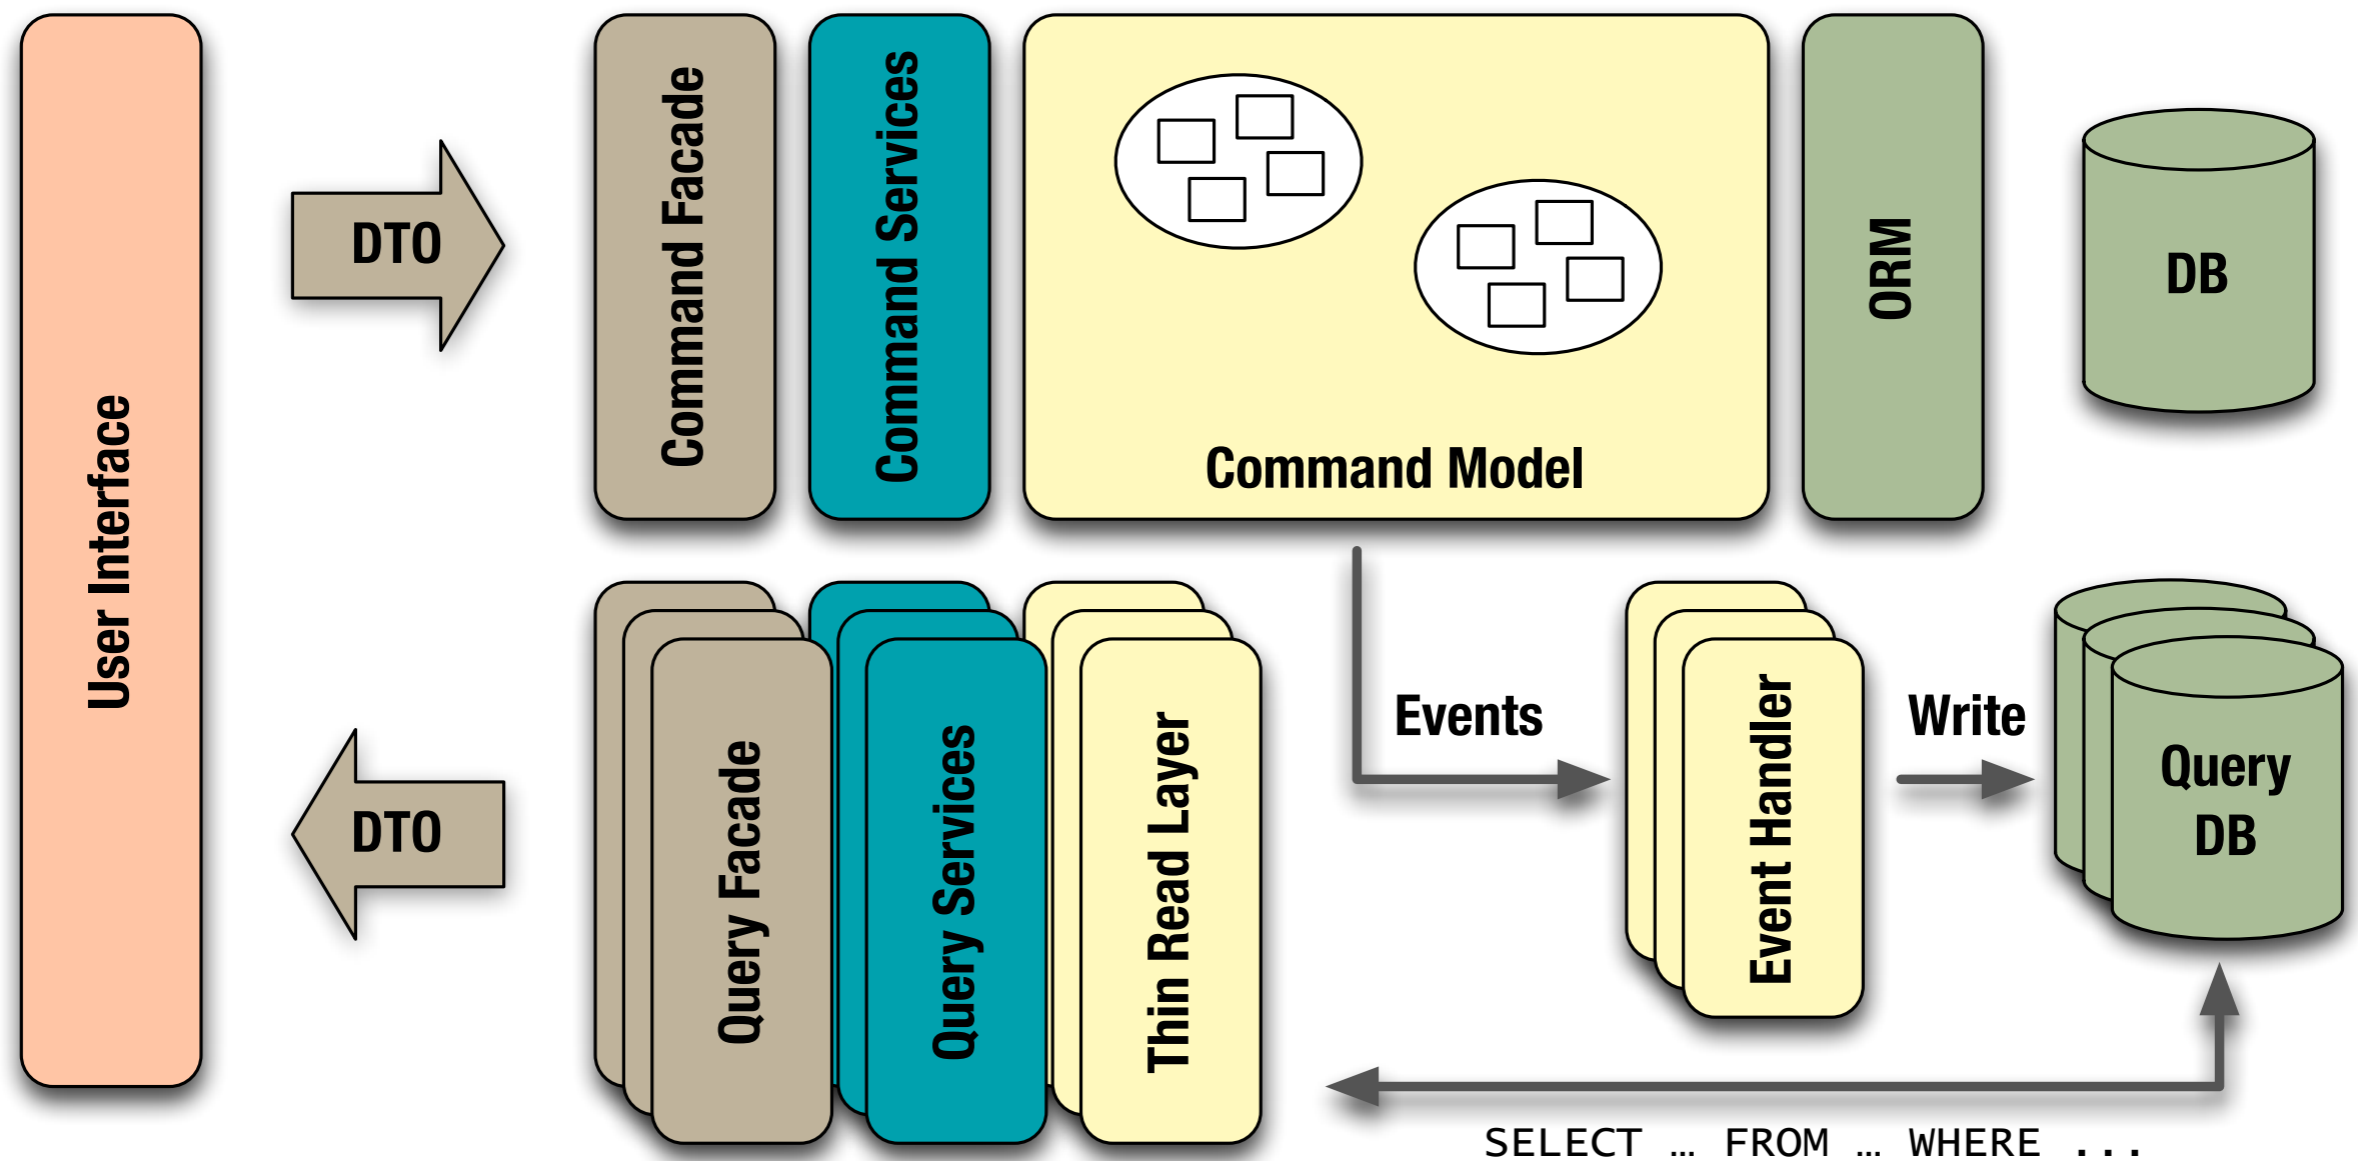 User Interface
DTO
Command Facade
Command Services
Command Model
ORM
DB
DTO
Query Facade
Query Services
Thin Read Layer
Events
Event Handler
Write
Query
DB
SELECT … FROM … WHERE ...